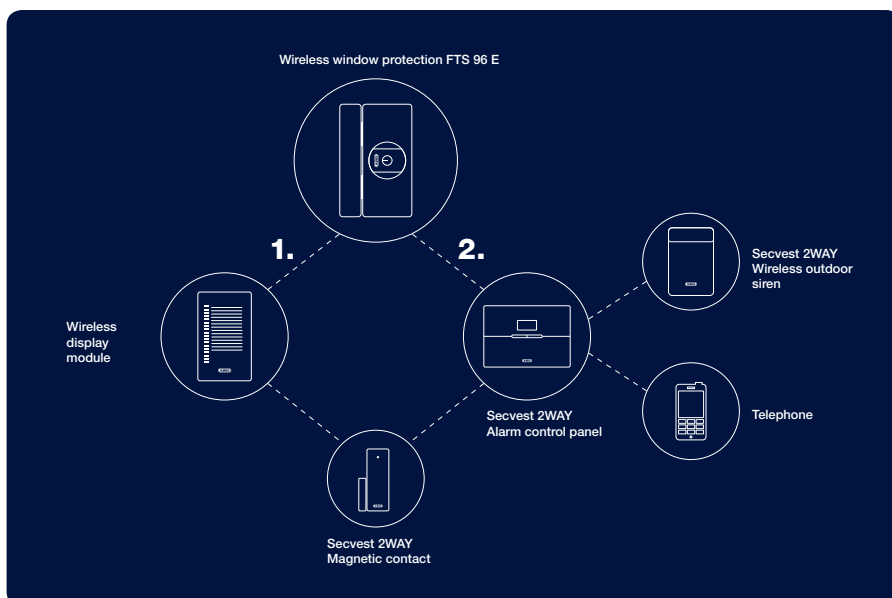 Wireless window protection FTS 96 E
1.
2.
Secvest 2WAY
Wireless outdoor
siren
Wireless
display
module
Secvest 2WAY
Alarm control panel
Telephone
Secvest 2WAY
Magnetic contact